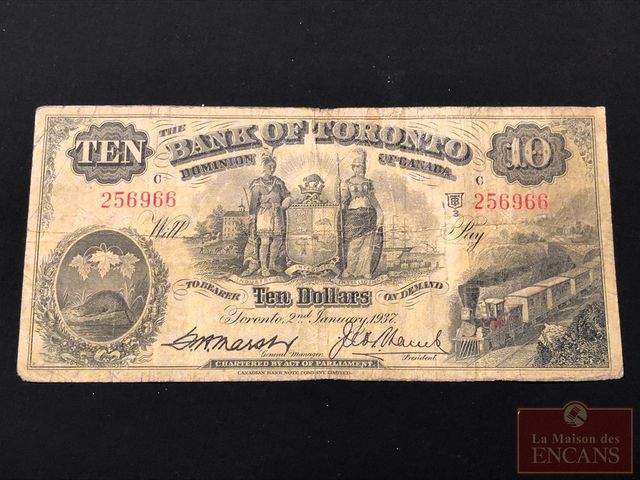 THE
BANK OF TORONTO
TEN
DOMINION OF CANADA
10
C
C
256966
256966
Will Pay
TO BEARER Ten Dollars ON DEMAND
Toronto, 2nd January, 1937.
General Manager.
President.
CHARTERED BY ACT OF PARLIAMENT.
CANADIAN BANK NOTE COMPANY, LIMITED.
La Maison des
ENCANS